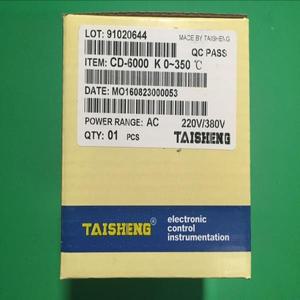 LOT: 91020644
MADE BY TAISHENG
QC PASS
ITEM: CD-6000 K 0~350 ℃
DATE: MO160823000053
POWER RANGE: AC 220V/380V
QTY: 01 PCS TAISHENG
TAISHENG®
electronic
control
instrumentation